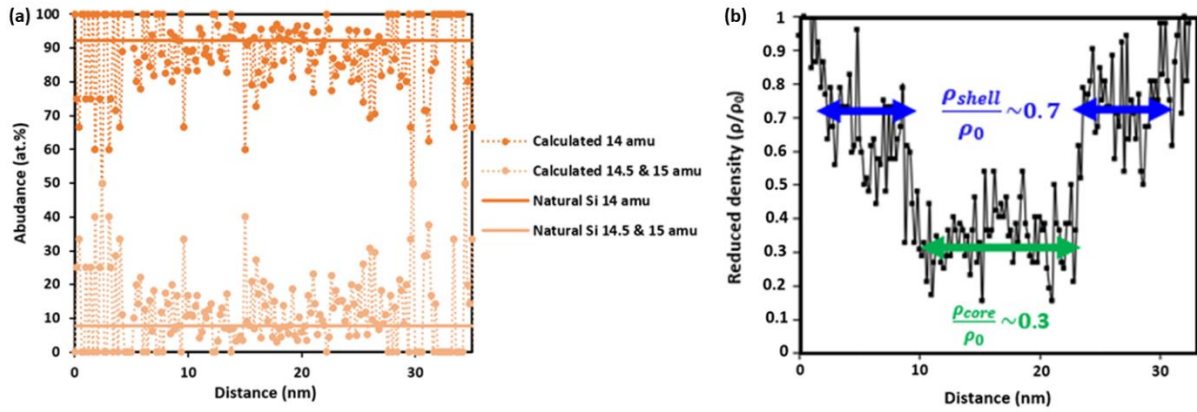 (a)
100
90
80
70
60
50
40
30
20
10
0
0 10 20 30
Abudance (at.%)
Distance (nm)
Calculated 14 amu
Calculated 14.5 & 15 amu
Natural Si 14 amu
Natural Si 14.5 & 15 amu
(b)
1
0.9
0.8
0.7
0.6
0.5
0.4
0.3
0.2
0.1
0
0 10 20 30
Reduced density (ρ/ρ₀)
Distance (nm)
ρshell/ρ₀ ~0.7
ρcore/ρ₀ ~0.3